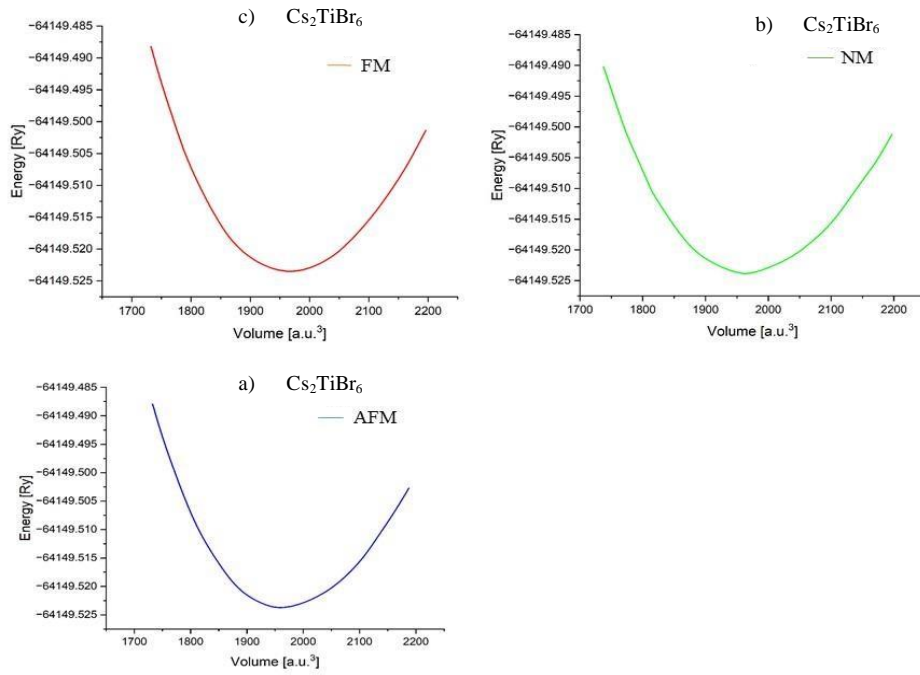 c) Cs₂TiBr₆
FM
−64149.485
−64149.490
−64149.495
−64149.500
−64149.505
−64149.510
−64149.515
−64149.520
−64149.525
Energy [Ry]
1700 1800 1900 2000 2100 2200
Volume [a.u.³]
b) Cs₂TiBr₆
NM
−64149.485
−64149.490
−64149.495
−64149.500
−64149.505
−64149.510
−64149.515
−64149.520
−64149.525
Energy [Ry]
1700 1800 1900 2000 2100 2200
Volume [a.u.³]
a) Cs₂TiBr₆
AFM
−64149.485
−64149.490
−64149.495
−64149.500
−64149.505
−64149.510
−64149.515
−64149.520
−64149.525
Energy [Ry]
1700 1800 1900 2000 2100 2200
Volume [a.u.³]